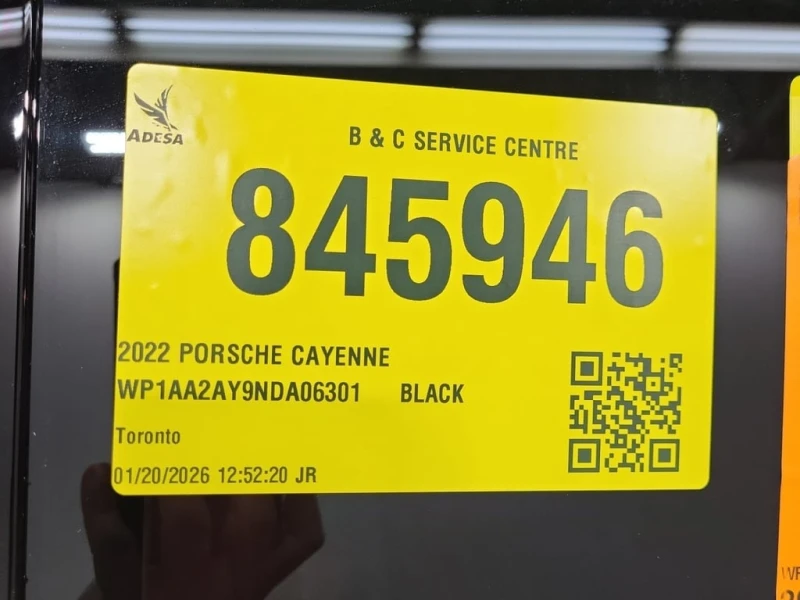 ADESA
B & C SERVICE CENTRE
845946
2022 PORSCHE CAYENNE
WP1AA2AY9NDA06301 BLACK
Toronto
01/20/2026 12:52:20 JR